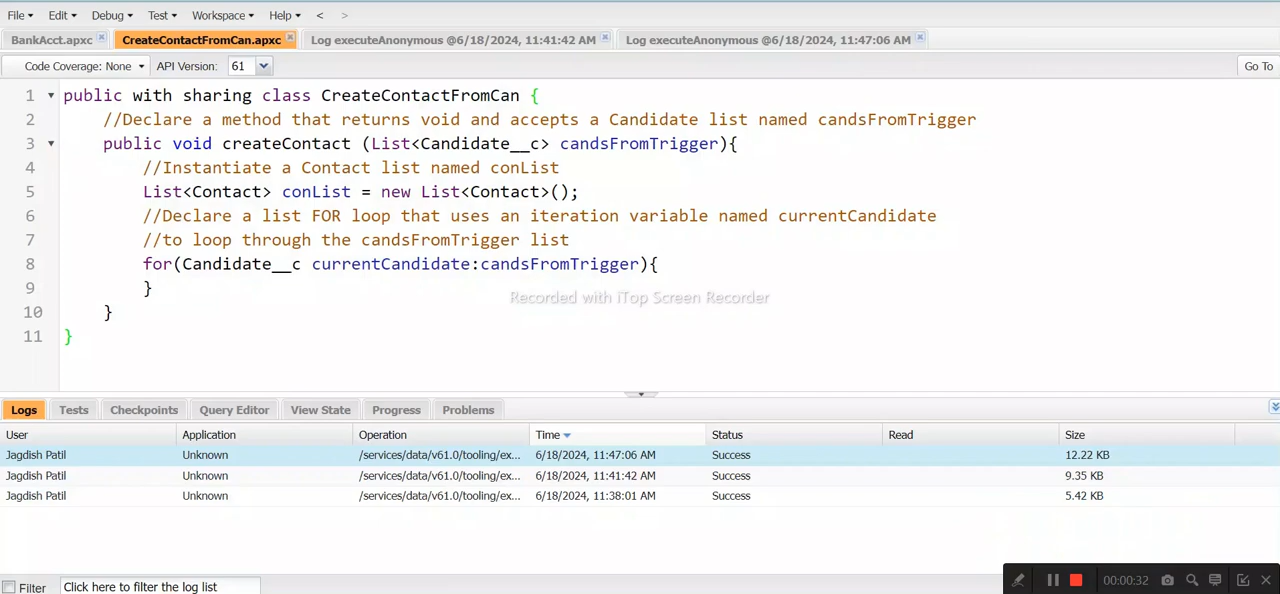 File Edit Debug Test Workspace Help < >
BankAcct.apxc CreateContactFromCan.apxc Log executeAnonymous @6/18/2024, 11:41:42 AM Log executeAnonymous @6/18/2024, 11:47:06 AM
Code Coverage: None API Version: 61 Go To
1 public with sharing class CreateContactFromCan {
2 //Declare a method that returns void and accepts a Candidate list named candsFromTrigger
3 public void createContact (List<Candidate__c> candsFromTrigger){
4 //Instantiate a Contact list named conList
5 List<Contact> conList = new List<Contact>();
6 //Declare a list FOR loop that uses an iteration variable named currentCandidate
7 //to loop through the candsFromTrigger list
8 for(Candidate__c currentCandidate:candsFromTrigger){
9 }
Recorded with iTop Screen Recorder
10 }
11 }
Logs Tests Checkpoints Query Editor View State Progress Problems
User Application Operation Time Status Read Size
Jagdish Patil Unknown /services/data/v61.0/tooling/ex... 6/18/2024, 11:47:06 AM Success 12.22 KB
Jagdish Patil Unknown /services/data/v61.0/tooling/ex... 6/18/2024, 11:41:42 AM Success 9.35 KB
Jagdish Patil Unknown /services/data/v61.0/tooling/ex... 6/18/2024, 11:38:01 AM Success 5.42 KB
00:00:32
Filter Click here to filter the log list